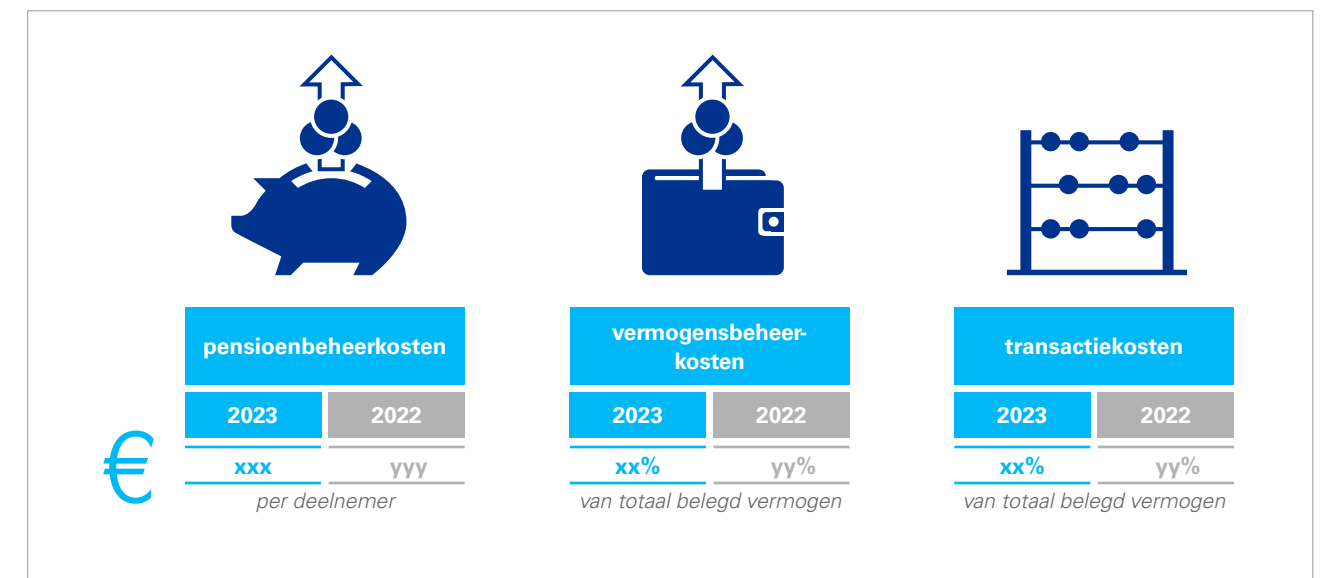 pensioenbeheerkosten
2023 2022
€ xxx yyy
per deelnemer
vermogensbeheer-
kosten
2023 2022
xx% yy%
van totaal belegd vermogen
transactiekosten
2023 2022
xx% yy%
van totaal belegd vermogen